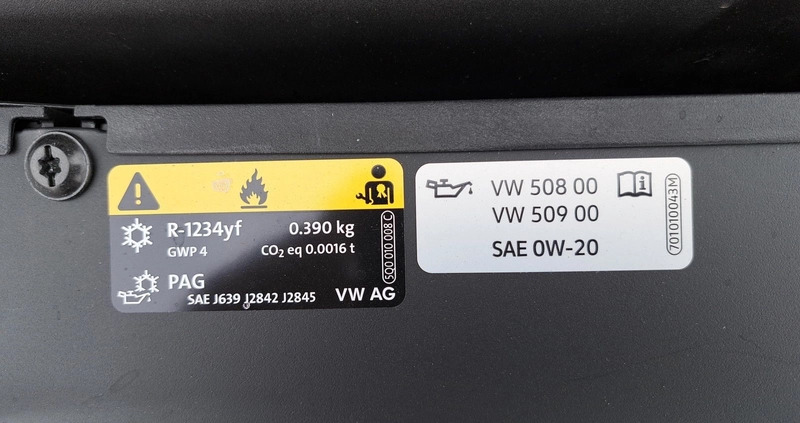 R-1234yf 0.390 kg
GWP 4 CO₂ eq 0.0016 t
PAG
SAE J639 J2842 J2845 VW AG
5Q0 010 008 C
VW 508 00
VW 509 00
SAE 0W-20
701010043M